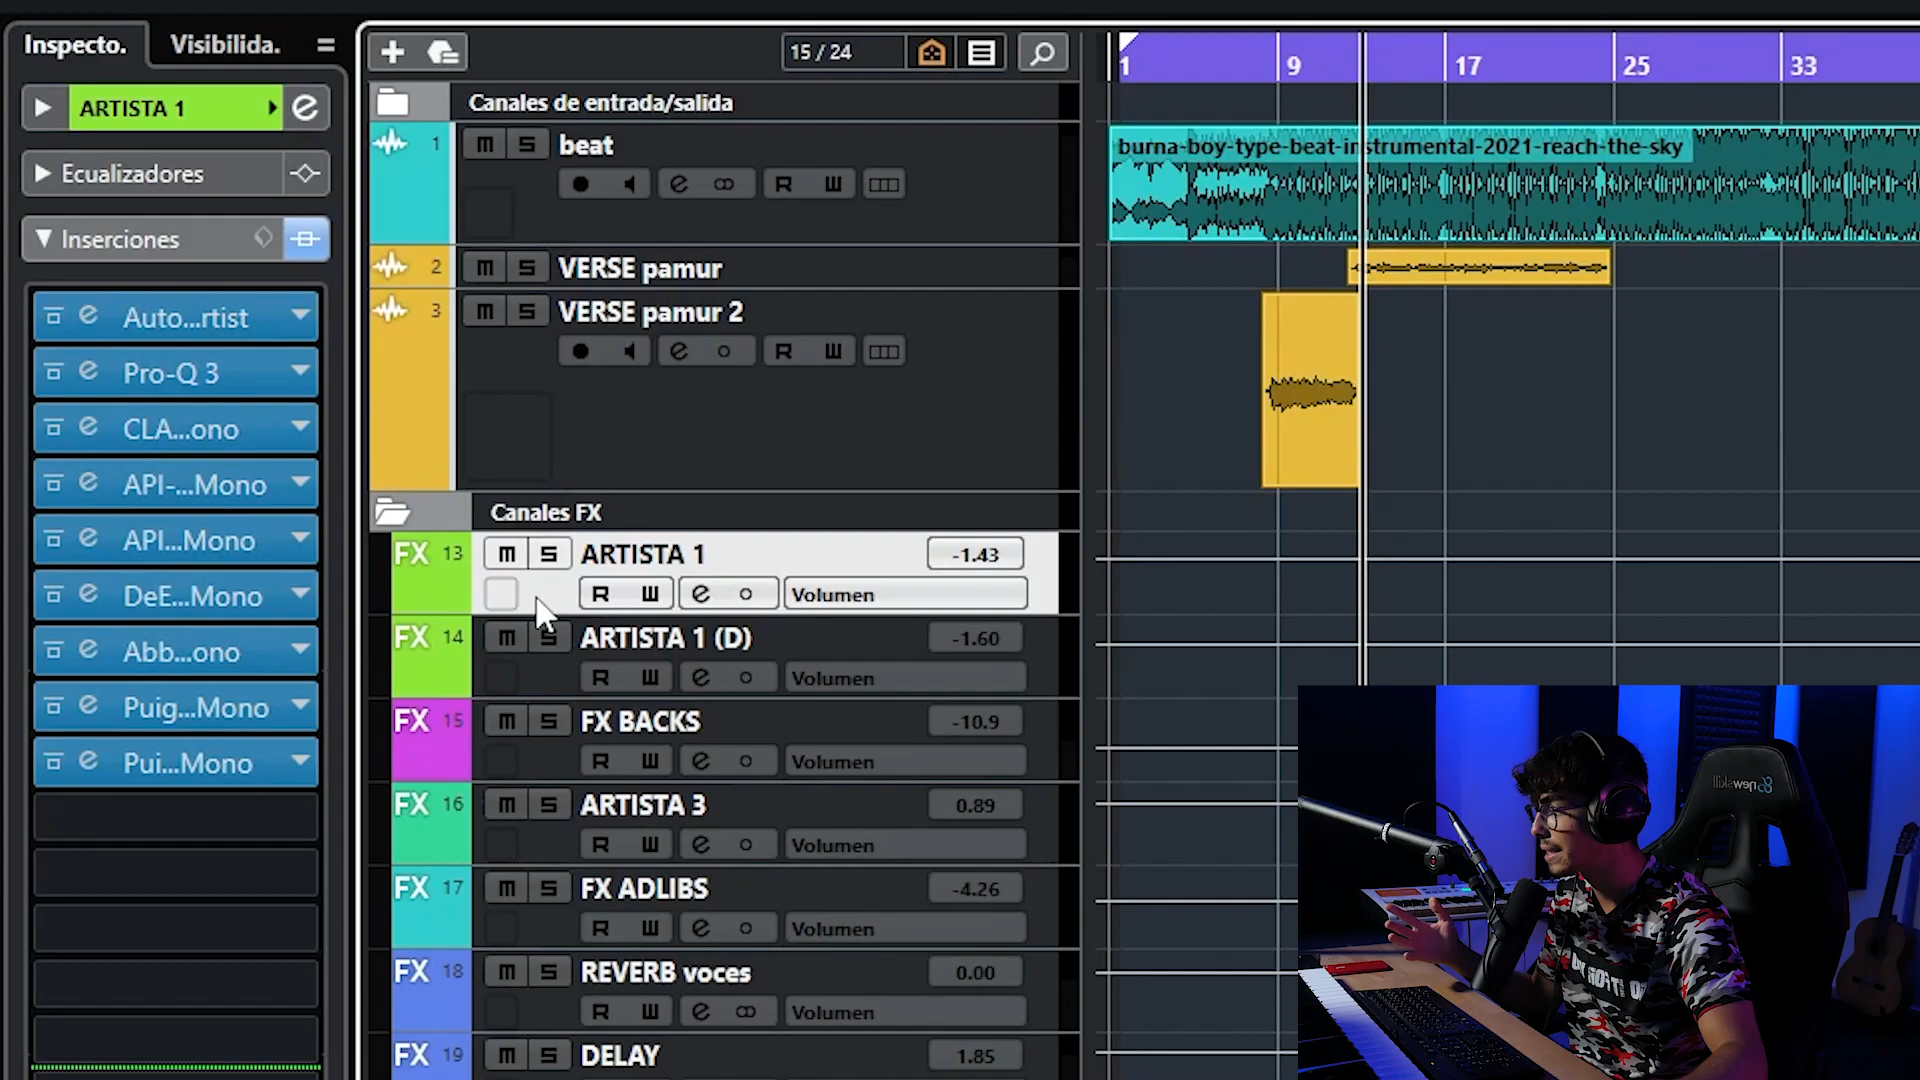 Inspecto.
Visibilida.
ARTISTA 1
Ecualizadores
Inserciones
Auto...rtist
Pro-Q 3
CLA...ono
API-...Mono
API...Mono
DeE...Mono
Abb...ono
Puig...Mono
Pui...Mono
15 / 24
Canales de entrada/salida
1 m S beat
R
2 m S VERSE pamur
3 m S VERSE pamur 2
R
Canales FX
FX 13 m S ARTISTA 1 -1.43
R Volumen
FX 14 m S ARTISTA 1 (D) -1.60
R Volumen
FX 15 m S FX BACKS -10.9
R Volumen
FX 16 m S ARTISTA 3 0.89
R Volumen
FX 17 m S FX ADLIBS -4.26
R Volumen
FX 18 m S REVERB voces 0.00
R Volumen
FX 19 m S DELAY 1.85
1 9 17 25 33
burna-boy-type-beat-instrumental-2021-reach-the-sky
newskill